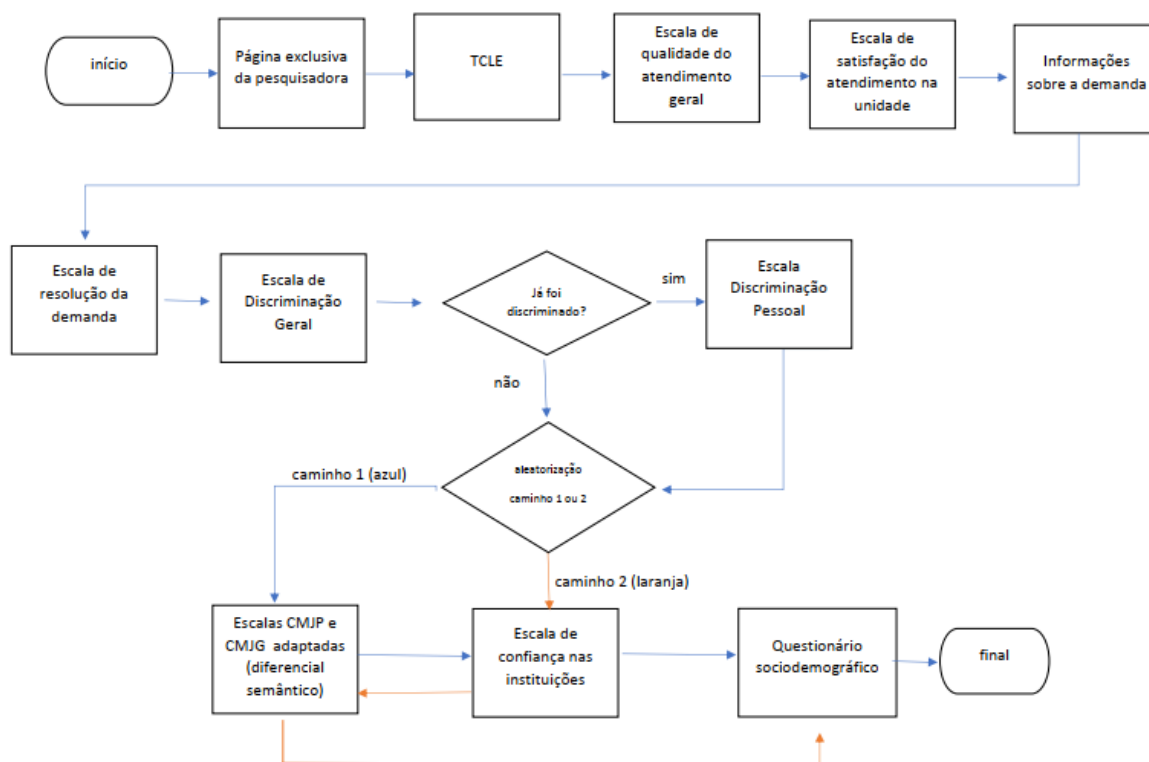 início
Página exclusiva
da pesquisadora
TCLE
Escala de
qualidade do
atendimento
geral
Escala de
satisfação do
atendimento na
unidade
Informações
sobre a demanda
Escala de
resolução da
demanda
Escala de
Discriminação
Geral
Já foi
discriminado?
sim
Escala
Discriminação
Pessoal
não
aleatorização
caminho 1 ou 2
caminho 1 (azul)
caminho 2 (laranja)
Escalas CMJP e
CMJG adaptadas
(diferencial
semântico)
Escala de
confiança nas
instituições
Questionário
sociodemográfico
final